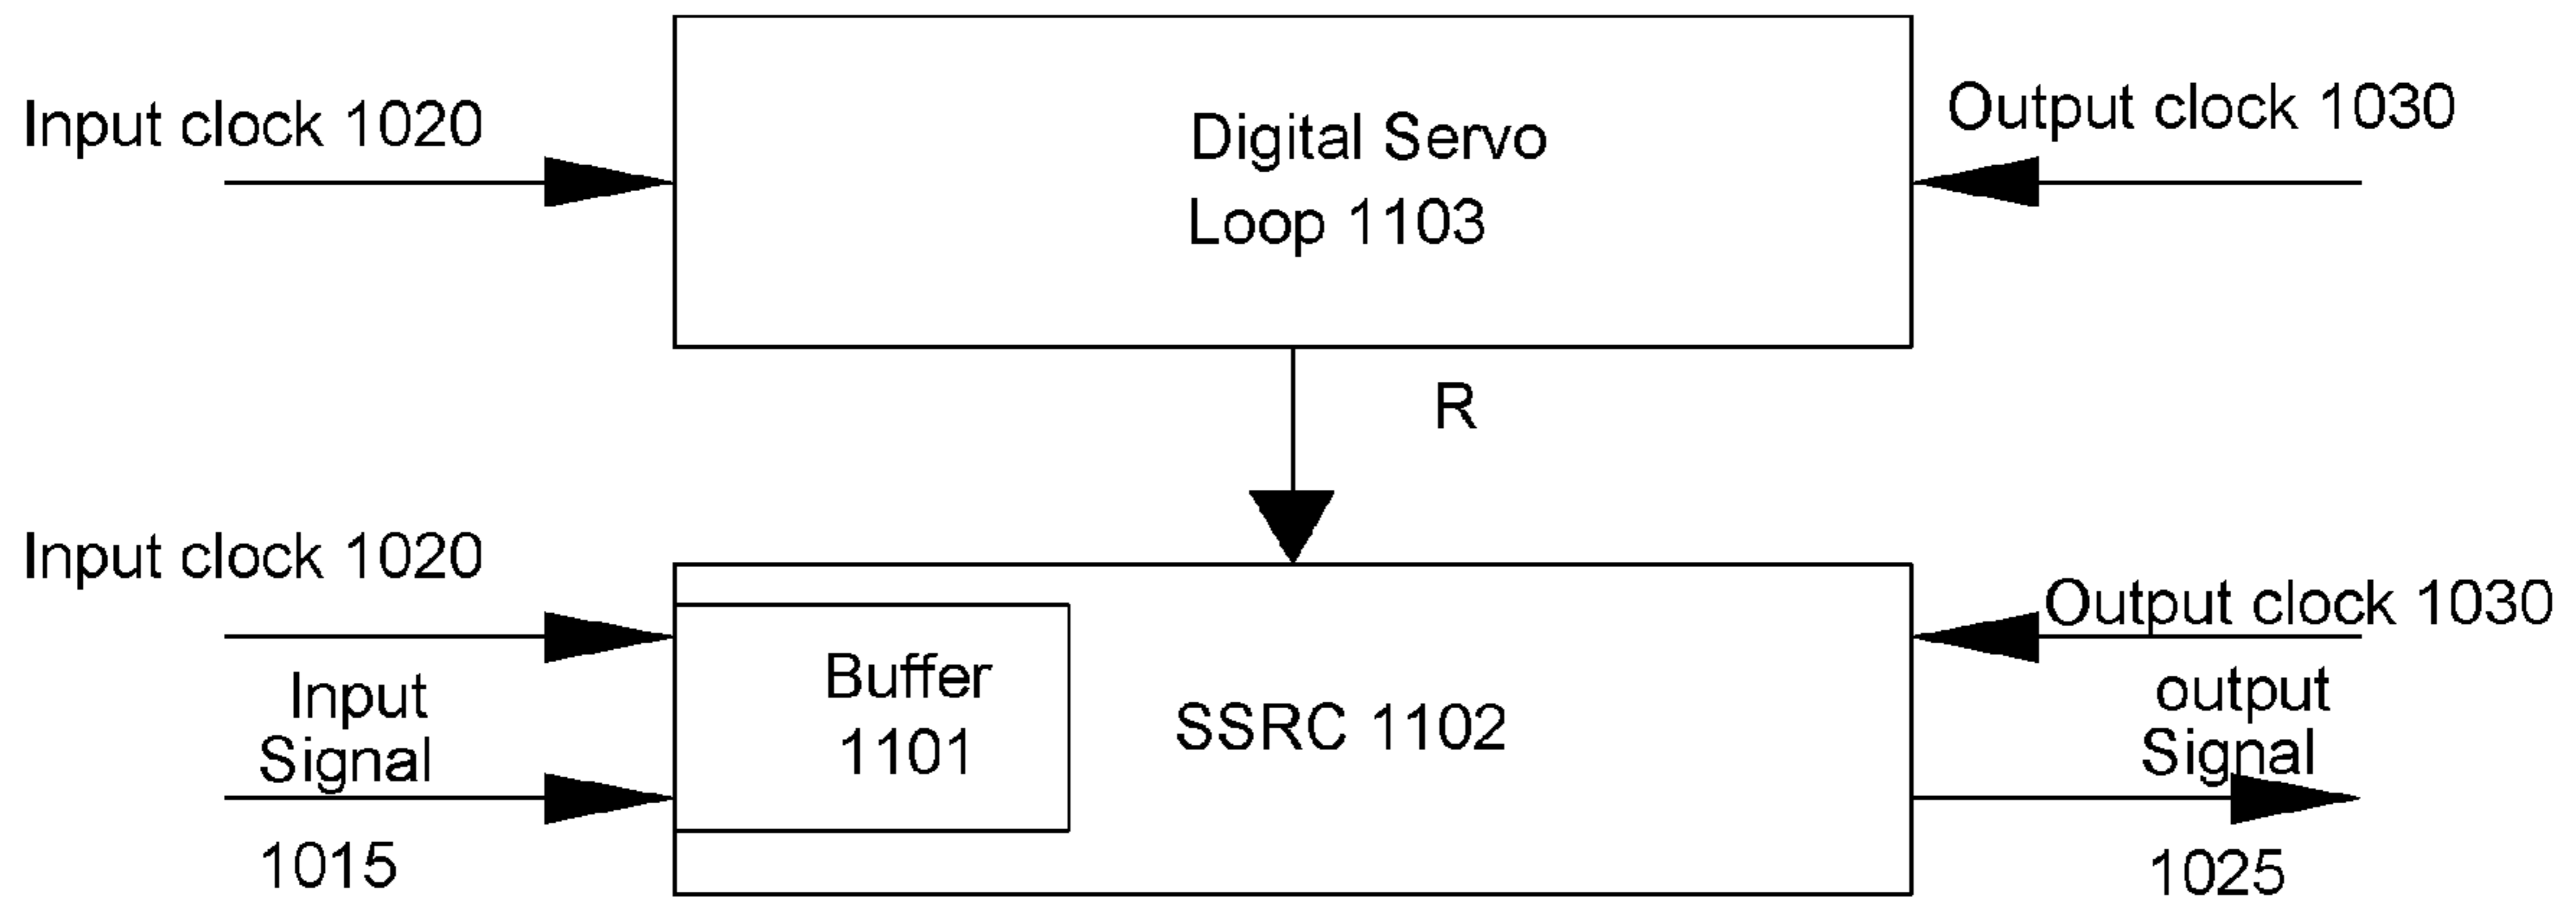 Input clock 1020
Digital Servo
Loop 1103
Output clock 1030
R
Input clock 1020
Input
Signal
1015
Buffer
1101
SSRC 1102
Output clock 1030
output
Signal
1025